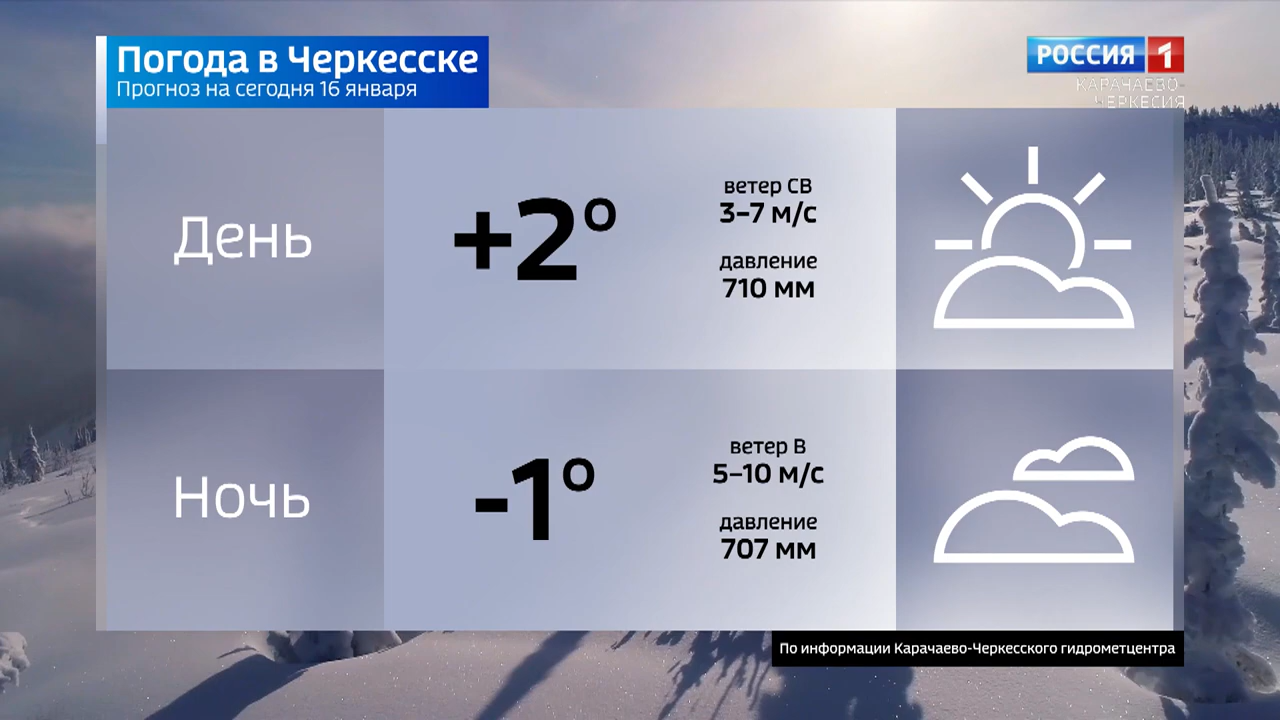 Погода в Черкесске
Прогноз на сегодня 16 января
РОССИЯ 1
КАРАЧАЕВО-
ЧЕРКЕСИЯ
День
+2°
ветер СВ
3–7 м/с
давление
710 мм
Ночь
-1°
ветер В
5–10 м/с
давление
707 мм
По информации Карачаево-Черкесского гидрометцентра